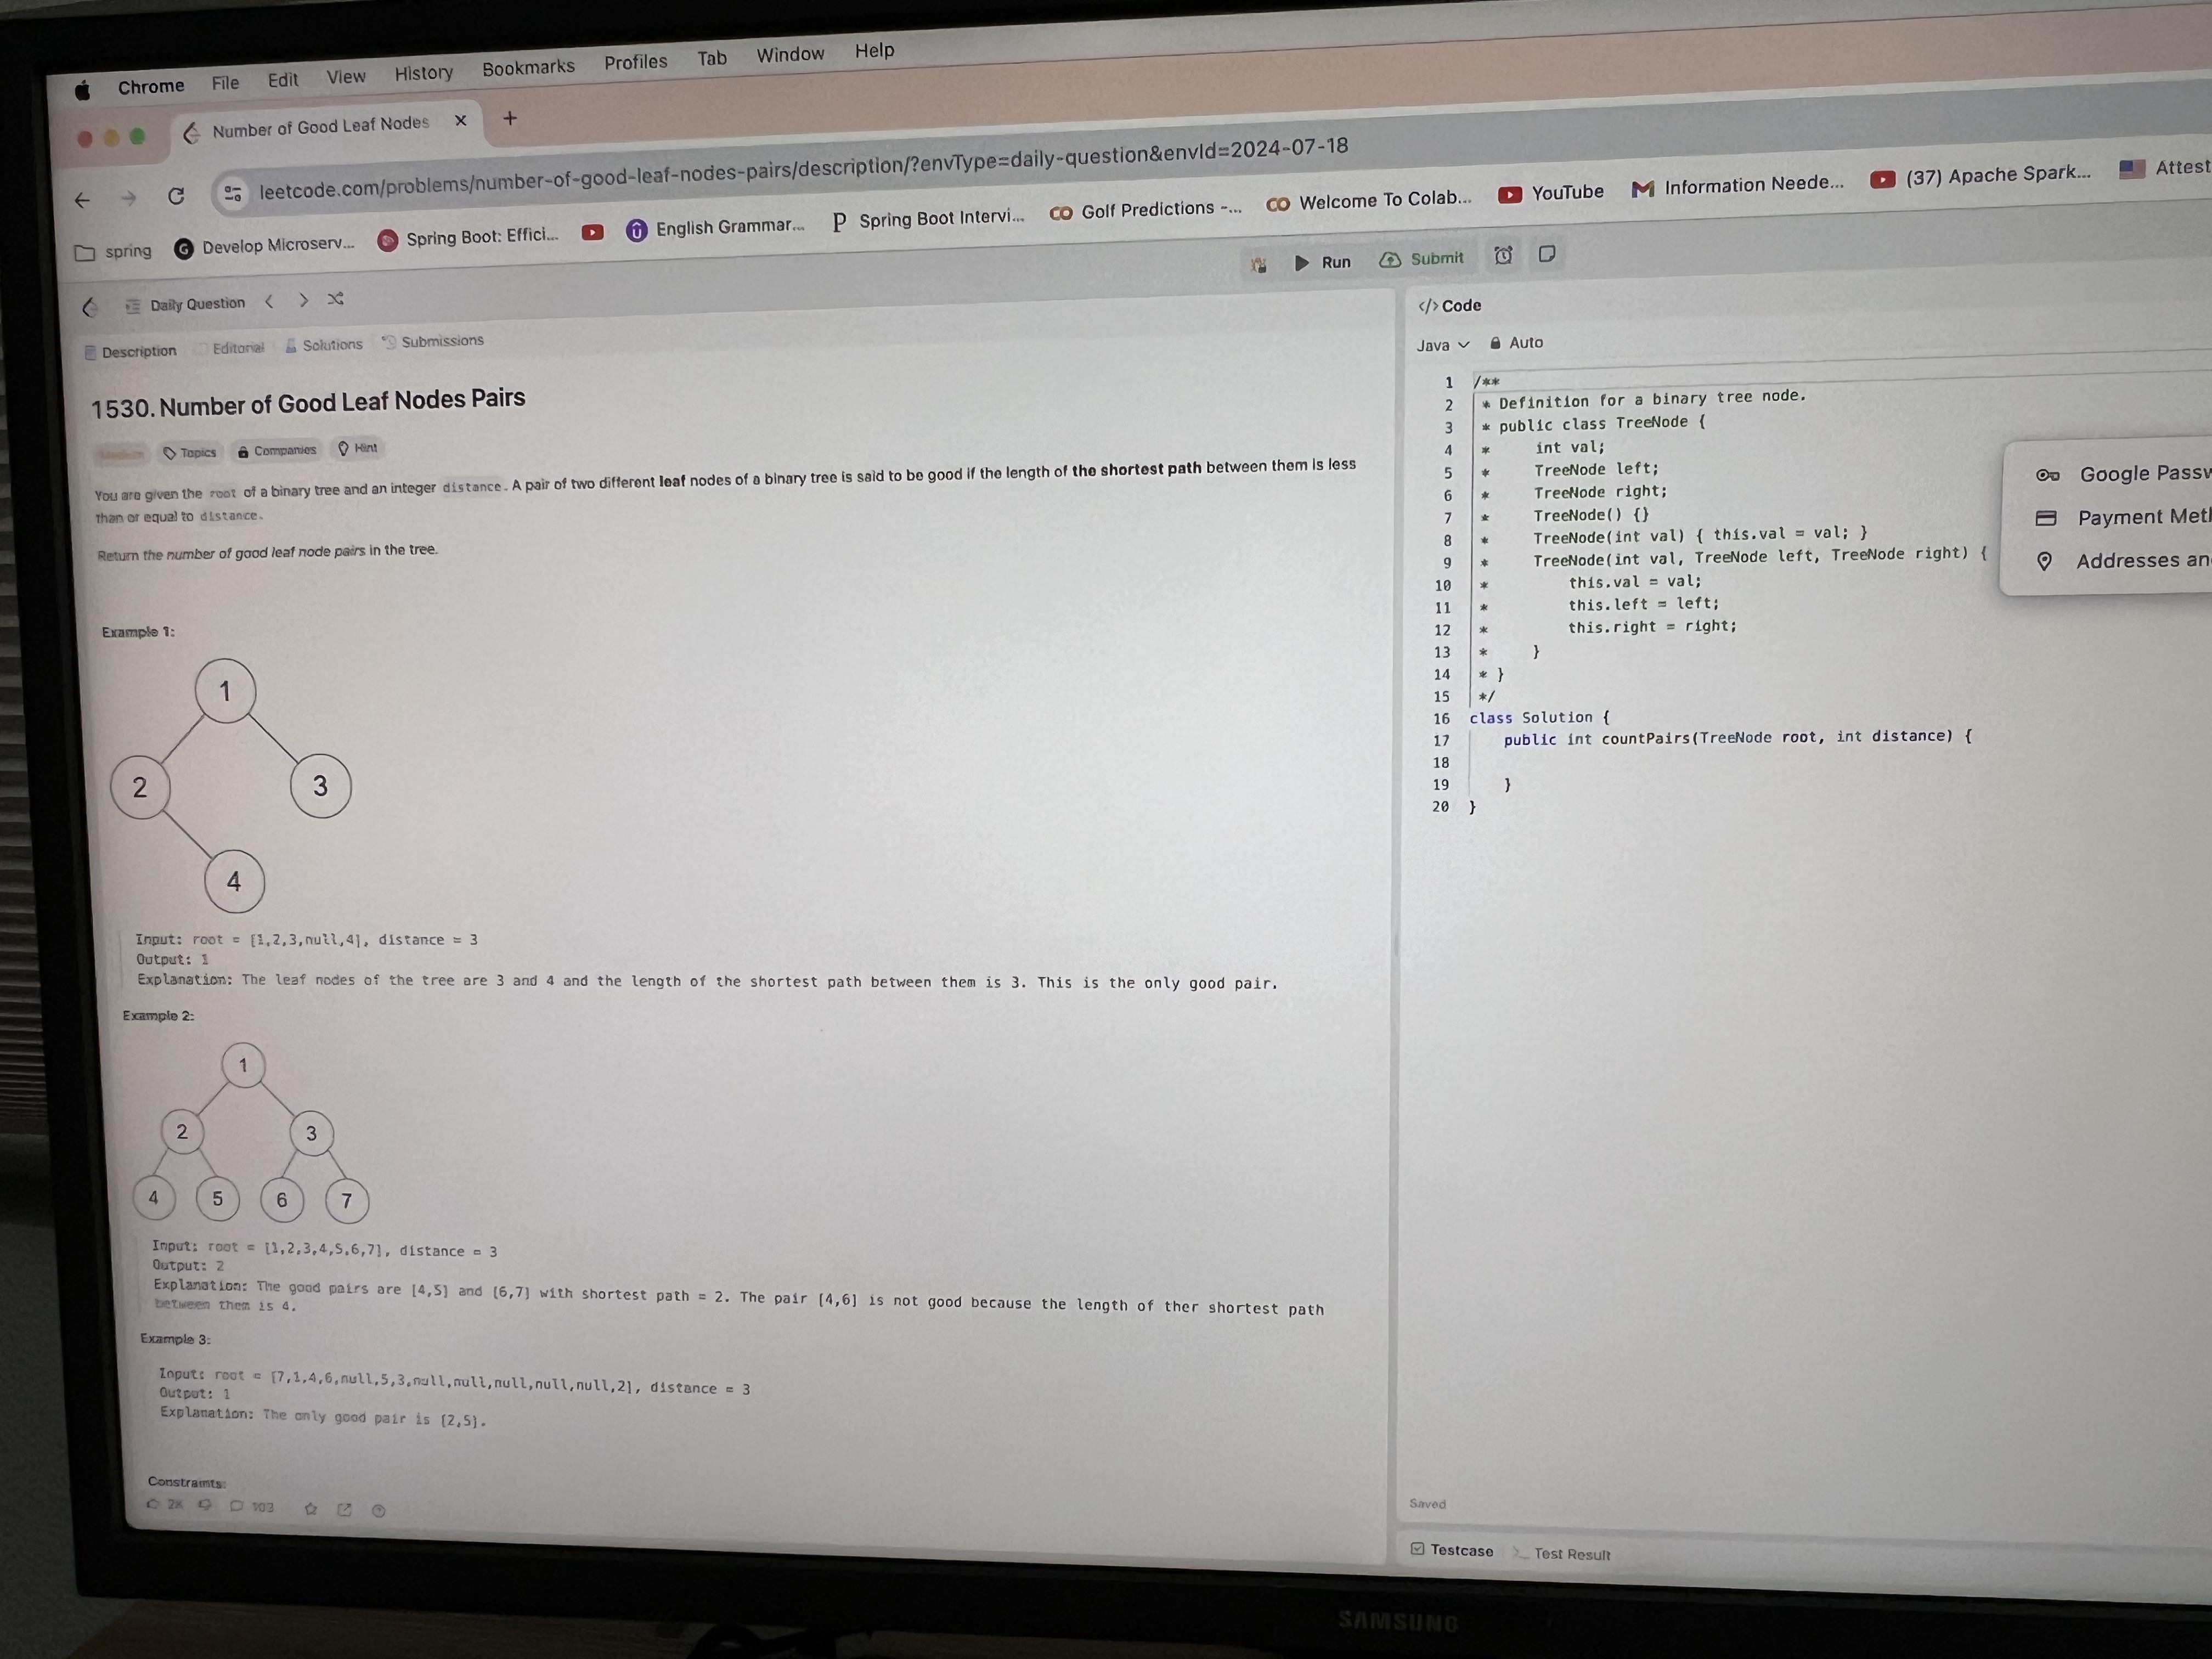 Chrome File Edit View History Bookmarks Profiles Tab Window Help
Number of Good Leaf Nodes
leetcode.com/problems/number-of-good-leaf-nodes-pairs/description/?envType=daily-question&envId=2024-07-18
spring Develop Microserv... Spring Boot: Effici... English Grammar... Spring Boot Intervi... Golf Predictions -... Welcome To Colab... YouTube Information Neede... (37) Apache Spark... Attest
Daily Question
Run Submit
Description Editorial Solutions Submissions
1530. Number of Good Leaf Nodes Pairs
Medium Topics Companies Hint
You are given the root of a binary tree and an integer distance. A pair of two different leaf nodes of a binary tree is said to be good if the length of the shortest path between them is less
than or equal to distance.
Return the number of good leaf node pairs in the tree.
Example 1:
1
2 3
4
Input: root = [1,2,3,null,4], distance = 3
Output: 1
Explanation: The leaf nodes of the tree are 3 and 4 and the length of the shortest path between them is 3. This is the only good pair.
Example 2:
1
2 3
4 5 6 7
Input: root = [1,2,3,4,5,6,7], distance = 3
Output: 2
Explanation: The good pairs are [4,5] and [6,7] with shortest path = 2. The pair [4,6] is not good because the length of ther shortest path
between them is 4.
Example 3:
Input: root = [7,1,4,6,null,5,3,null,null,null,null,null,2], distance = 3
Output: 1
Explanation: The only good pair is [2,5].
Constraints:
2K 103
</> Code
Java Auto
1 /**
2 * Definition for a binary tree node.
3 * public class TreeNode {
4 * int val;
5 * TreeNode left;
6 * TreeNode right;
7 * TreeNode() {}
8 * TreeNode(int val) { this.val = val; }
9 * TreeNode(int val, TreeNode left, TreeNode right) {
10 * this.val = val;
11 * this.left = left;
12 * this.right = right;
13 * }
14 * }
15 */
16 class Solution {
17 public int countPairs(TreeNode root, int distance) {
18
19 }
20 }
Google Passw
Payment Met
Addresses an
Saved
Testcase Test Result
SAMSUNG